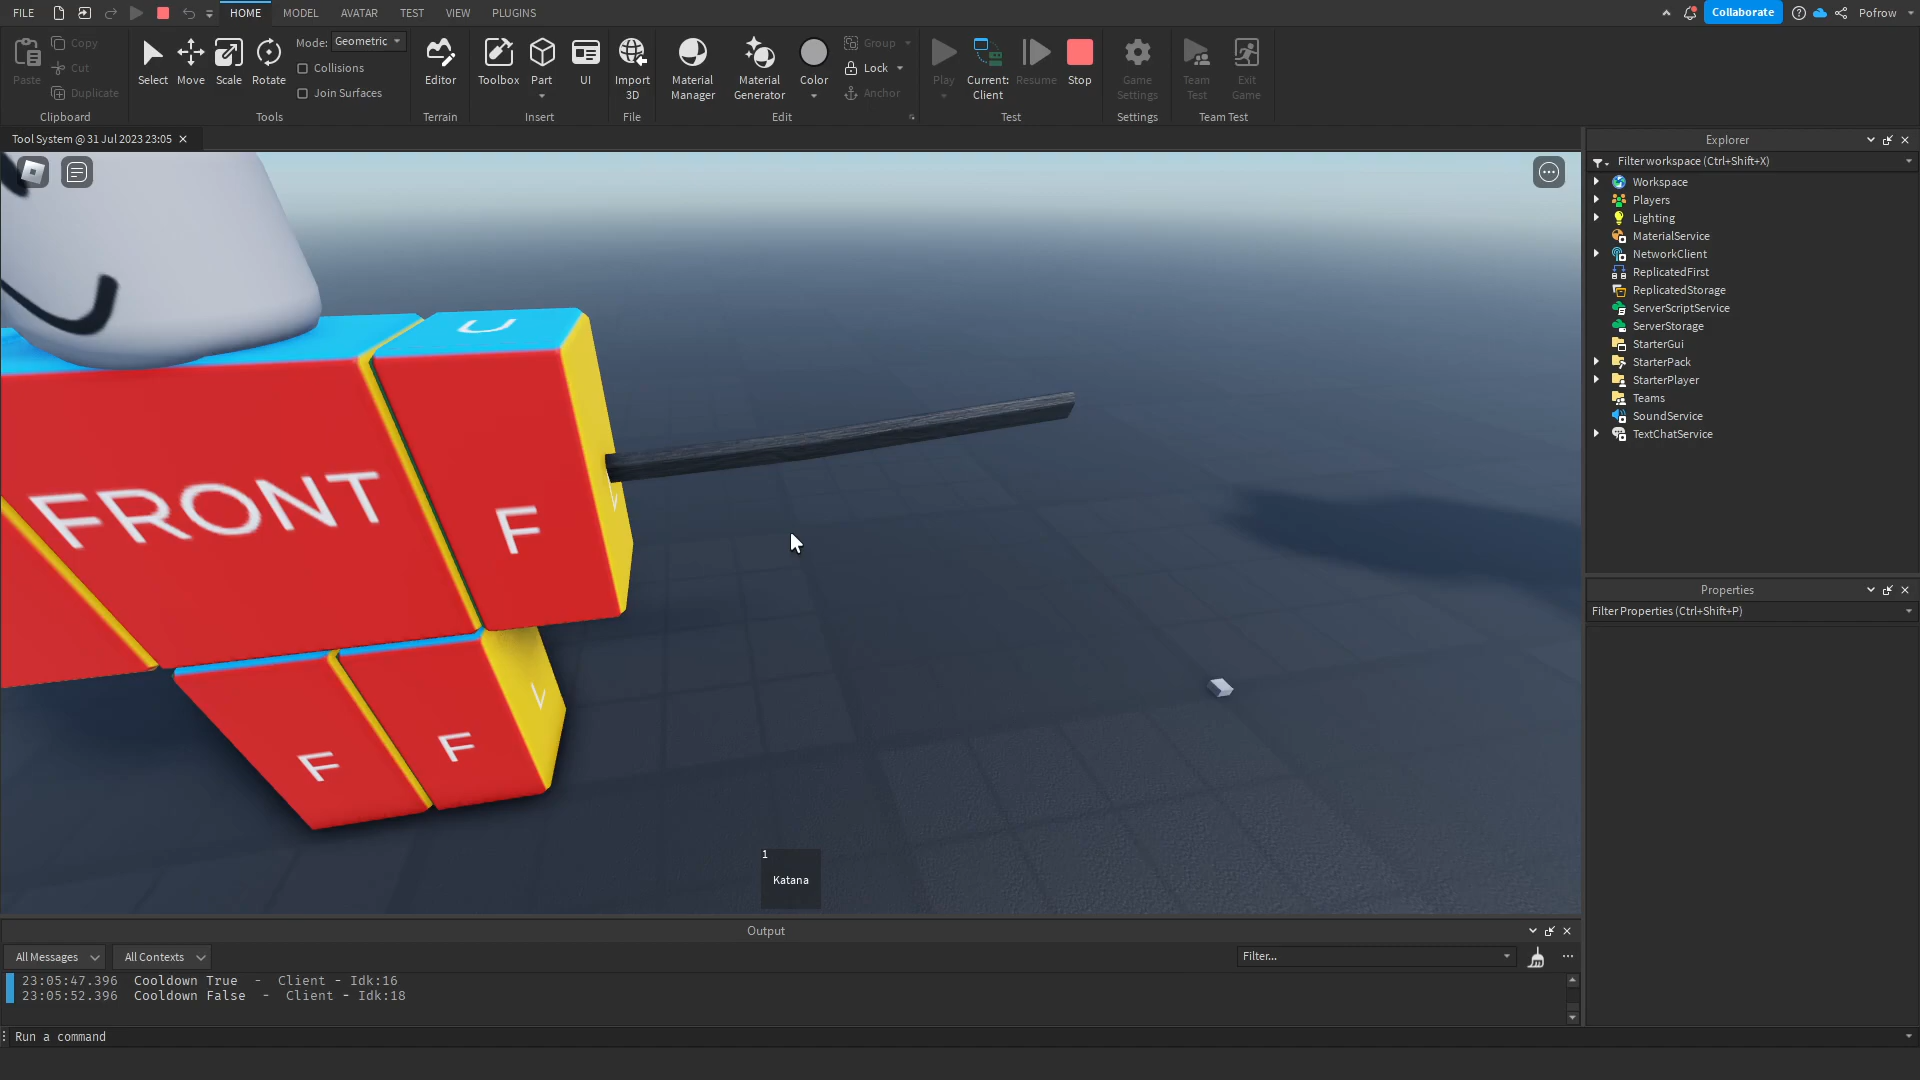 FILE HOME MODEL AVATAR TEST VIEW PLUGINS Collaborate Pofrow
Paste Copy Cut Duplicate
Clipboard
Select Move Scale Rotate
Mode: Geometric
Collisions
Join Surfaces
Tools
Editor
Terrain
Toolbox Part UI
Insert
Import 3D
File
Material Manager
Material Generator
Color
Group
Lock
Anchor
Edit
Play
Current: Client
Resume Stop
Test
Game Settings
Settings
Team Test
Exit Game
Team Test
Tool System @ 31 Jul 2023 23:05
FRONT
F
F
F
U
1
Katana
Explorer
Filter workspace (Ctrl+Shift+X)
Workspace
Players
Lighting
MaterialService
NetworkClient
ReplicatedFirst
ReplicatedStorage
ServerScriptService
ServerStorage
StarterGui
StarterPack
StarterPlayer
Teams
SoundService
TextChatService
Properties
Filter Properties (Ctrl+Shift+P)
Output
All Messages All Contexts Filter...
23:05:47.396 Cooldown True - Client - Idk:16
23:05:52.396 Cooldown False - Client - Idk:18
Run a command